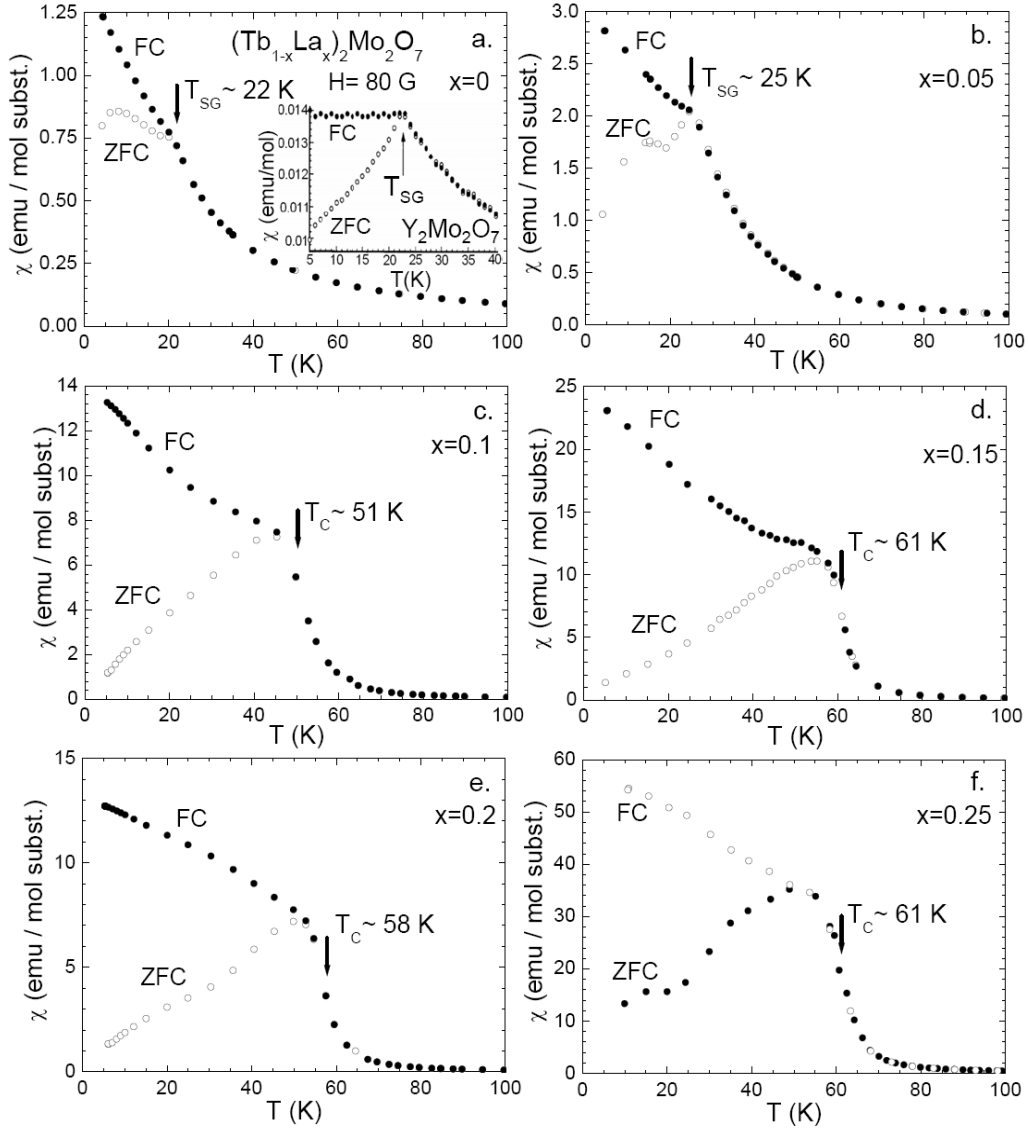 (Tb1-xLax)2Mo2O7
a.
FC
H= 80 G
x=0
TSG ~ 22 K
ZFC
χ (emu / mol subst.)
1.25
1.00
0.75
0.50
0.25
0.00
0 20 40 60 80 100
T (K)
χ (emu/mol)
0.014
0.013
0.011
0.010
FC
TSG
ZFC
Y2Mo2O7
5 10 15 20 25 30 35 40
T(K)
b.
FC
TSG ~ 25 K
x=0.05
ZFC
χ (emu / mol subst.)
3.0
2.5
2.0
1.5
1.0
0.5
0.0
0 20 40 60 80 100
T (K)
c.
x=0.1
FC
TC ~ 51 K
ZFC
χ (emu / mol subst.)
14
12
10
8
6
4
2
0
0 20 40 60 80 100
T (K)
d.
FC
x=0.15
TC ~ 61 K
ZFC
χ (emu / mol subst.)
25
20
15
10
5
0
0 20 40 60 80 100
T (K)
e.
FC
x=0.2
TC ~ 58 K
ZFC
χ (emu / mol subst.)
15
10
5
0
0 20 40 60 80 100
T (K)
f.
FC
x=0.25
TC ~ 61 K
ZFC
χ (emu / mol subst.)
60
50
40
30
20
10
0
0 20 40 60 80 100
T (K)